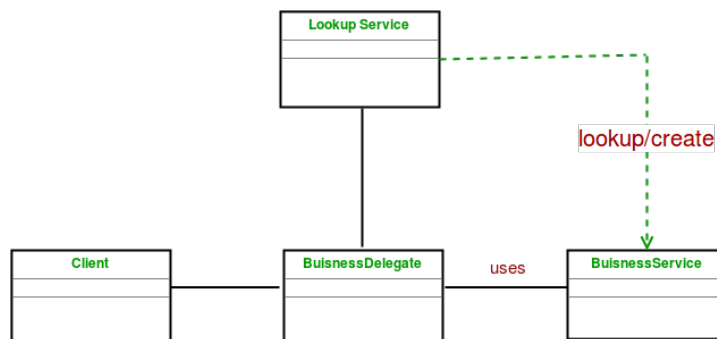 Lookup Service
lookup/create
Client
BuisnessDelegate
uses
BuisnessService